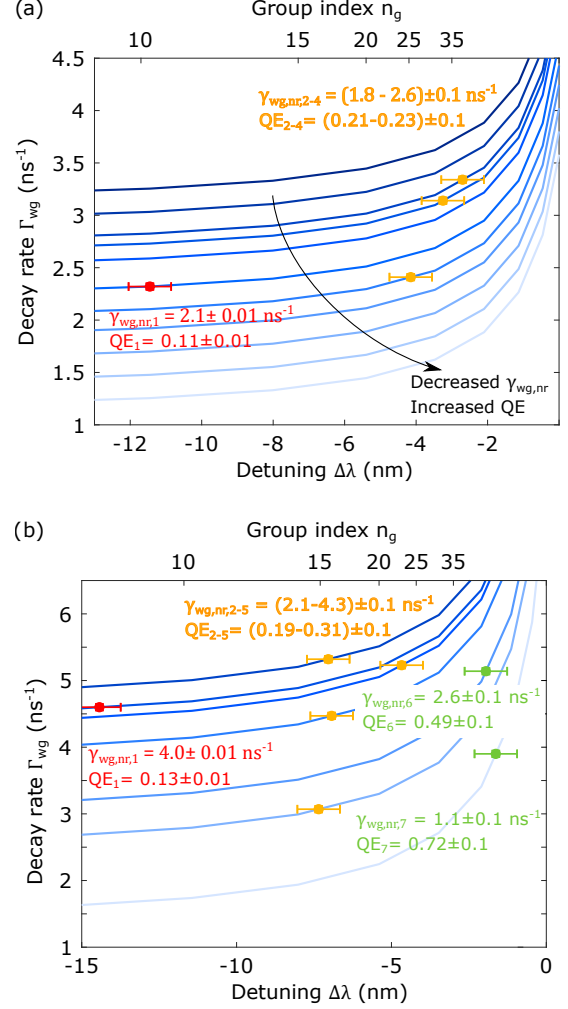 (a)
Group index n_g
10 15 20 25 35
4.5
4
3.5
3
2.5
2
1.5
1
Decay rate Γ_wg (ns⁻¹)
γ_wg,nr,2-4 = (1.8 - 2.6)±0.1 ns⁻¹
QE_2-4 = (0.21-0.23)±0.1
γ_wg,nr,1 = 2.1± 0.01 ns⁻¹
QE_1= 0.11±0.01
Decreased γ_wg,nr
Increased QE
-12 -10 -8 -6 -4 -2
Detuning Δλ (nm)
(b)
Group index n_g
10 15 20 25 35
6
5
4
3
2
1
Decay rate Γ_wg (ns⁻¹)
γ_wg,nr,2-5 = (2.1-4.3)±0.1 ns⁻¹
QE_2-5 = (0.19-0.31)±0.1
γ_wg,nr,6 = 2.6±0.1 ns⁻¹
QE_6 = 0.49±0.1
γ_wg,nr,1 = 4.0± 0.01 ns⁻¹
QE_1 = 0.13±0.01
γ_wg,nr,7 = 1.1±0.1 ns⁻¹
QE_7= 0.72±0.1
-15 -10 -5 0
Detuning Δλ (nm)